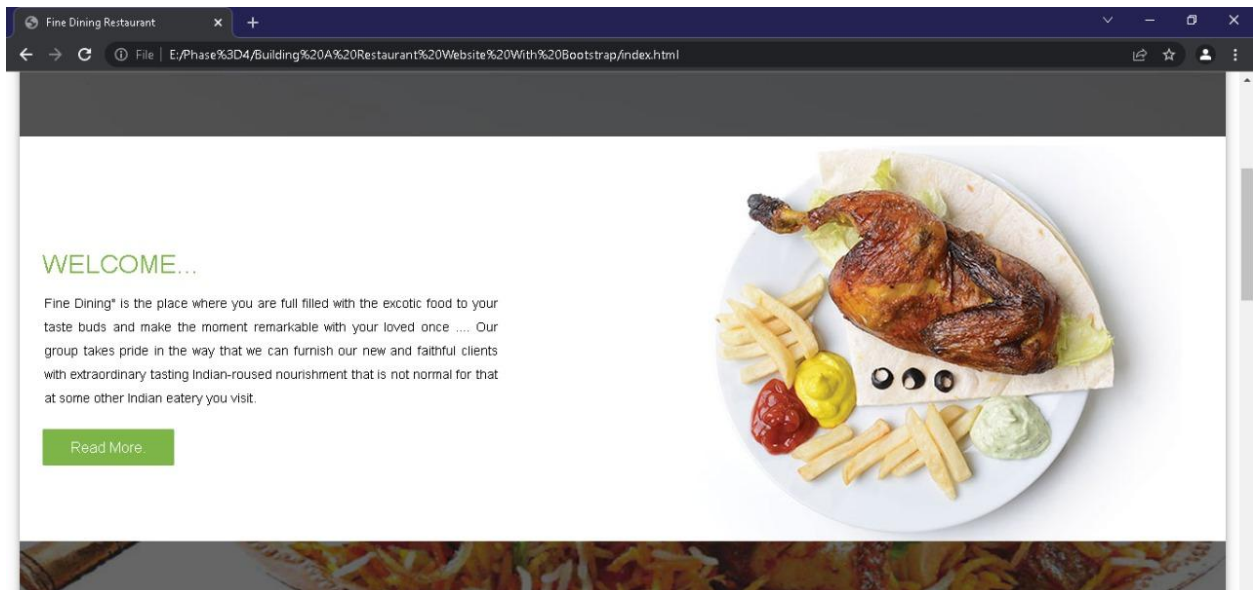 Fine Dining Restaurant
File | E:/Phase%3D4/Building%20A%20Restaurant%20Website%20With%20Bootstrap/index.html
WELCOME...
Fine Dining" is the place where you are full filled with the excotic food to your
taste buds and make the moment remarkable with your loved once .... Our
group takes pride in the way that we can furnish our new and faithful clients
with extraordinary tasting Indian-roused nourishment that is not normal for that
at some other Indian eatery you visit.
Read More.